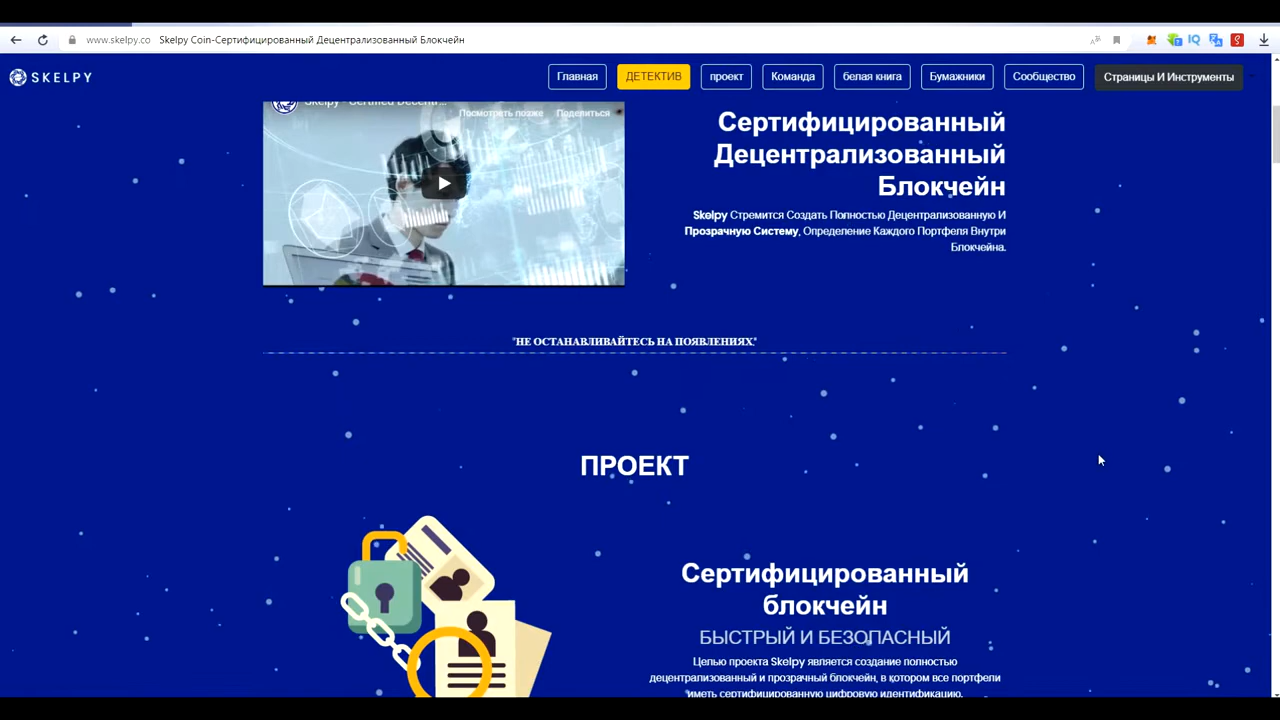 www.skelpy.co Skelpy Coin-Сертифицированный Децентрализованный Блокчейн
SKELPY
Главная
ДЕТЕКТИВ
проект
Команда
белая книга
Бумажники
Сообщество
Страницы И Инструменты
Skelpy - Certified Decentr...
Посмотреть позже
Поделиться
Сертифицированный
Децентрализованный
Блокчейн
Skelpy Стремится Создать Полностью Децентрализованную И
Прозрачную Систему, Определение Каждого Портфеля Внутри
Блокчейна.
"НЕ ОСТАНАВЛИВАЙТЕСЬ НА ПОЯВЛЕНИЯХ."
ПРОЕКТ
Сертифицированный
блокчейн
БЫСТРЫЙ И БЕЗОПАСНЫЙ
Целью проекта Skelpy является создание полностью
децентрализованный и прозрачный блокчейн, в котором все портфели
иметь сертифицированную цифровую идентификацию.